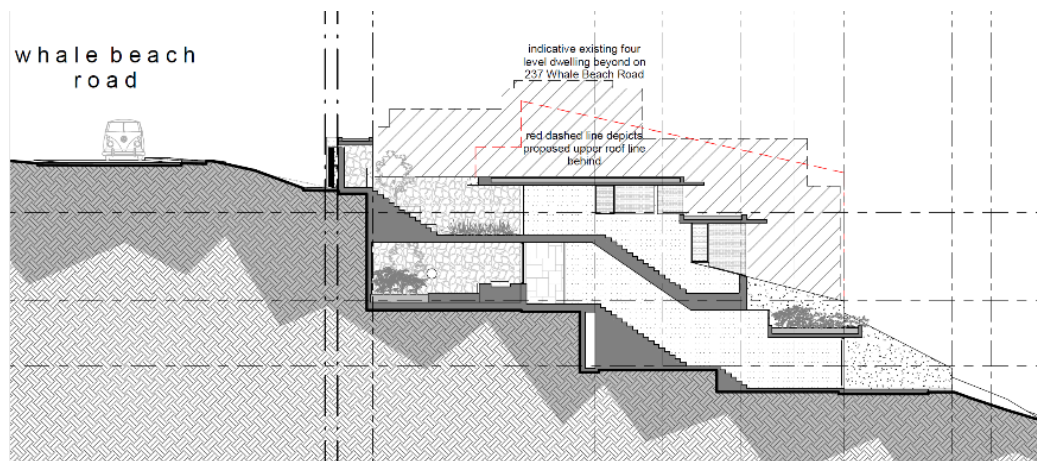 whale beach
road
indicative existing four
level dwelling beyond on
237 Whale Beach Road
red dashed line depicts
proposed upper roof line
behind